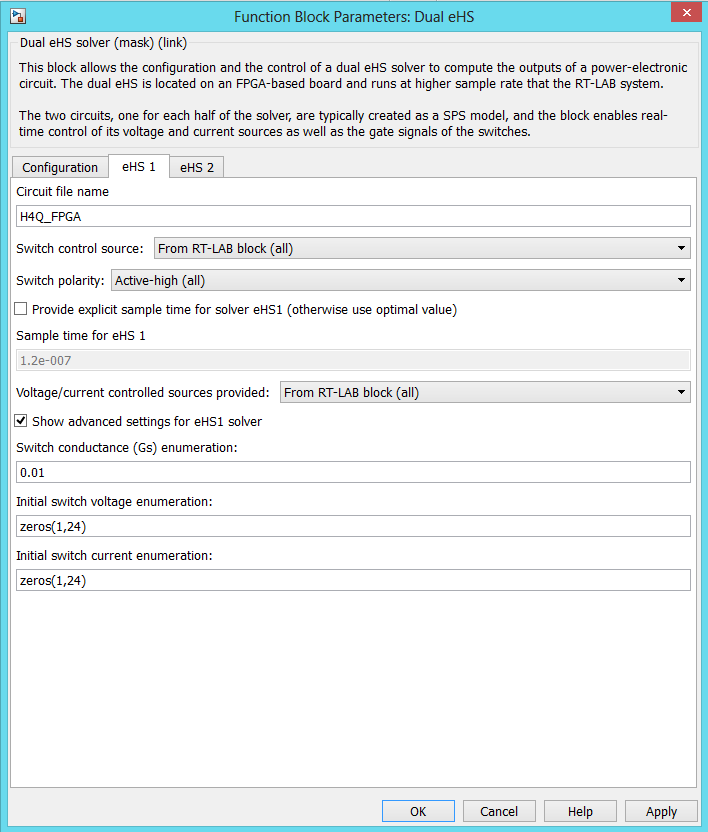 Function Block Parameters: Dual eHS
Dual eHS solver (mask) (link)
This block allows the configuration and the control of a dual eHS solver to compute the outputs of a power-electronic
circuit. The dual eHS is located on an FPGA-based board and runs at higher sample rate that the RT-LAB system.
The two circuits, one for each half of the solver, are typically created as a SPS model, and the block enables real-
time control of its voltage and current sources as well as the gate signals of the switches.
Configuration eHS 1 eHS 2
Circuit file name
H4Q_FPGA
Switch control source: From RT-LAB block (all)
Switch polarity: Active-high (all)
Provide explicit sample time for solver eHS1 (otherwise use optimal value)
Sample time for eHS 1
1.2e-007
Voltage/current controlled sources provided: From RT-LAB block (all)
Show advanced settings for eHS1 solver
Switch conductance (Gs) enumeration:
0.01
Initial switch voltage enumeration:
zeros(1,24)
Initial switch current enumeration:
zeros(1,24)
OK Cancel Help Apply